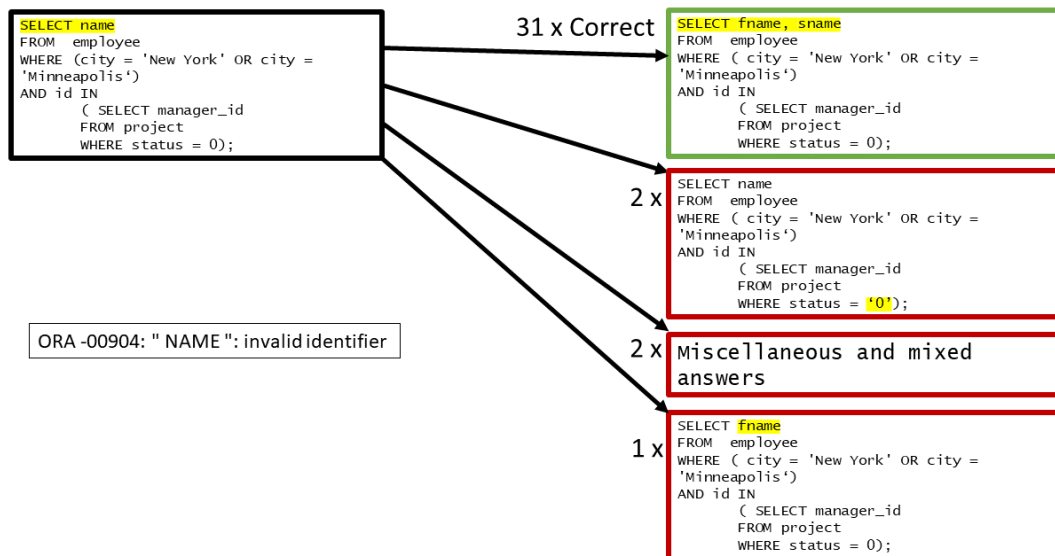 SELECT name
FROM  employee
WHERE (city = 'New York' OR city =
'Minneapolis‘)
AND id IN
( SELECT manager_id
FROM project
WHERE status = 0);
31 x Correct
SELECT fname, sname
FROM  employee
WHERE ( city = 'New York' OR city =
'Minneapolis‘)
AND id IN
( SELECT manager_id
FROM project
WHERE status = 0);
2 x
SELECT name
FROM  employee
WHERE ( city = 'New York' OR city =
'Minneapolis‘)
AND id IN
( SELECT manager_id
FROM project
WHERE status = ‘0’);
ORA -00904: " NAME ": invalid identifier
2 x
Miscellaneous and mixed
answers
1 x
SELECT fname
FROM  employee
WHERE ( city = 'New York' OR city =
'Minneapolis‘)
AND id IN
( SELECT manager_id
FROM project
WHERE status = 0);